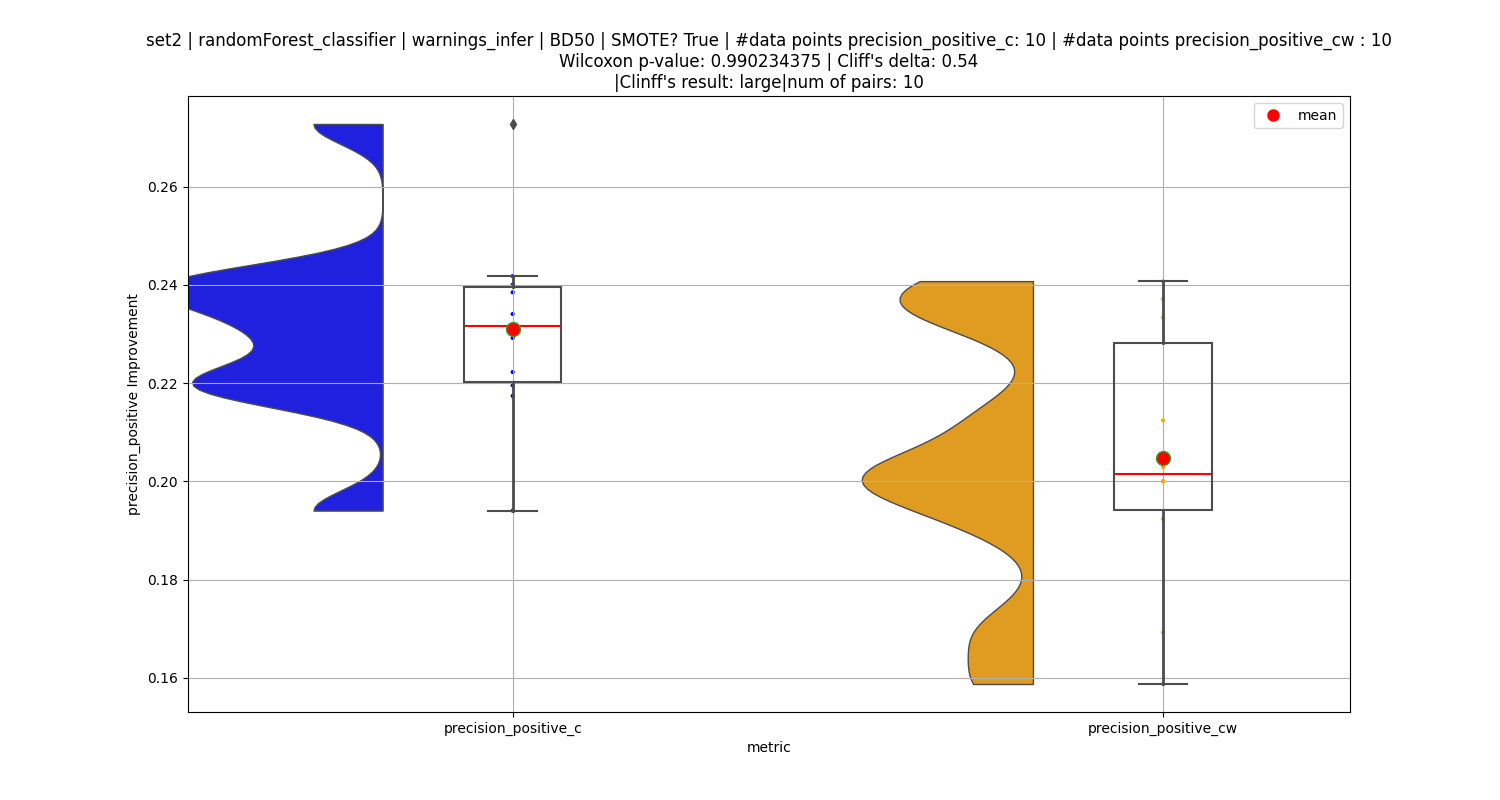 set2 | randomForest_classifier | warnings_infer | BD50 | SMOTE? True | #data points precision_positive_c: 10 | #data points precision_positive_cw : 10
Wilcoxon p-value: 0.990234375 | Cliff's delta: 0.54
|Clinff's result: large|num of pairs: 10
mean
0.26
0.24
0.22
0.20
0.18
0.16
precision_positive Improvement
precision_positive_c
precision_positive_cw
metric